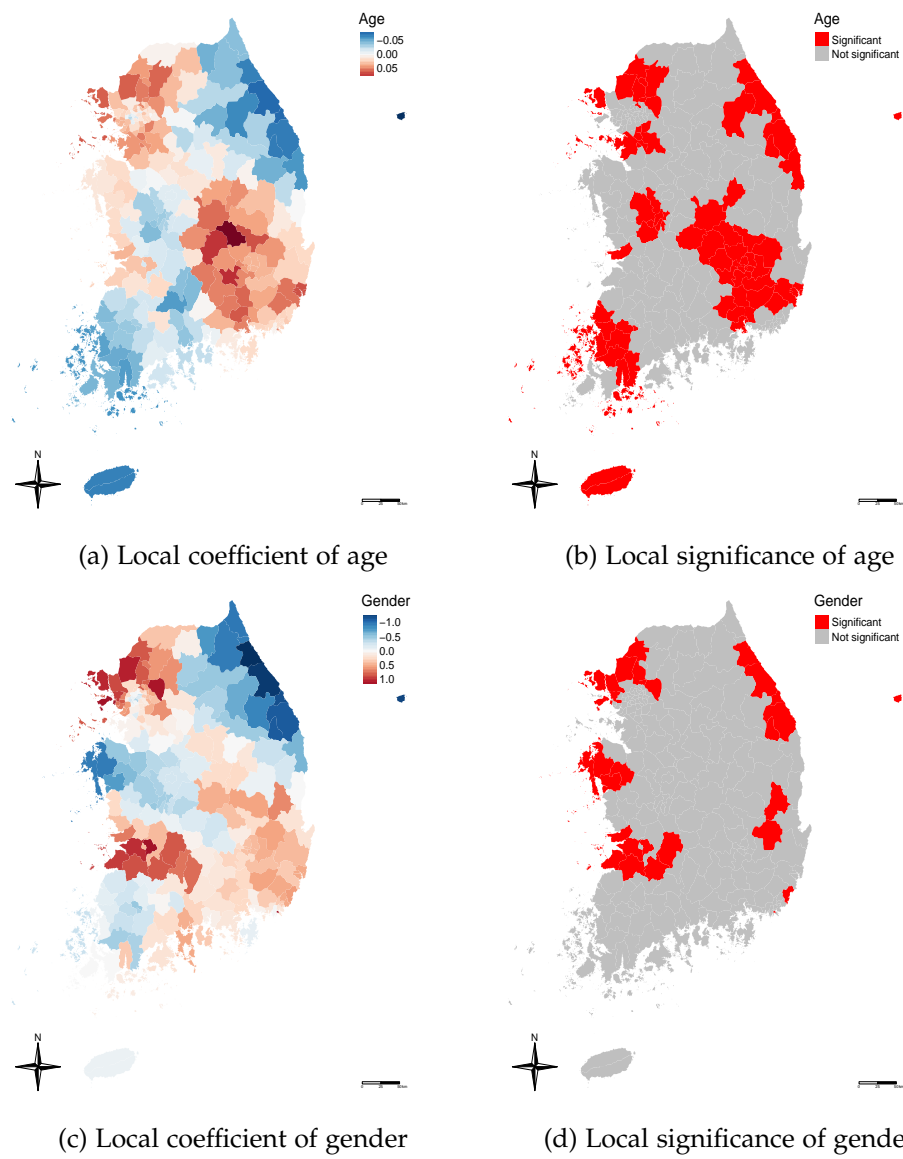 Age
−0.05
0.00
0.05
N
(a) Local coefficient of age
Age
Significant
Not significant
N
(b) Local significance of age
Gender
−1.0
−0.5
0.0
0.5
1.0
N
(c) Local coefficient of gender
Gender
Significant
Not significant
N
(d) Local significance of gende